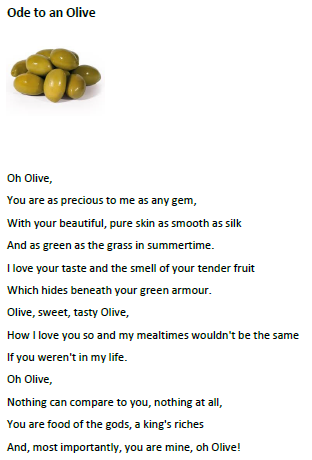 Ode to an Olive
Oh Olive,
You are as precious to me as any gem,
With your beautiful, pure skin as smooth as silk
And as green as the grass in summertime.
I love your taste and the smell of your tender fruit
Which hides beneath your green armour.
Olive, sweet, tasty Olive,
How I love you so and my mealtimes wouldn't be the same
If you weren't in my life.
Oh Olive,
Nothing can compare to you, nothing at all,
You are food of the gods, a king's riches
And, most importantly, you are mine, oh Olive!